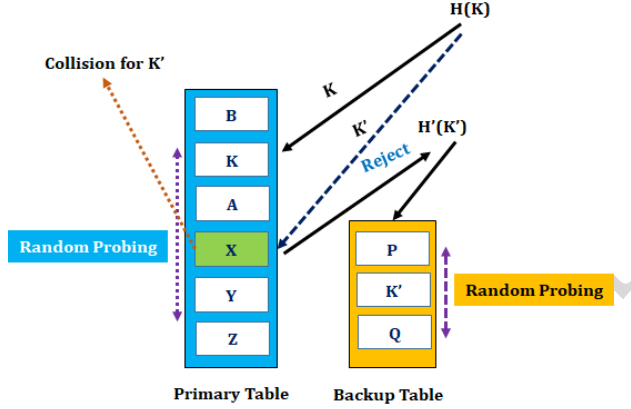 H(K)
Collision for K'
K
K'
H'(K')
Reject
B
K
A
X
Y
Z
Random Probing
P
K'
Q
Random Probing
Primary Table
Backup Table